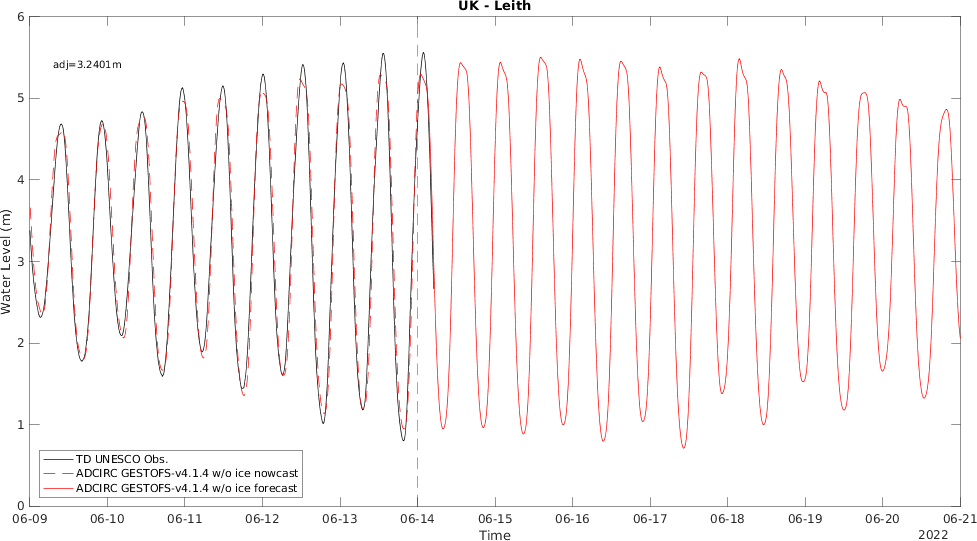 UK - Leith
6
5
4
3
2
1
0
Water Level (m)
adj=3.2401m
TD UNESCO Obs.
ADCIRC GESTOFS-v4.1.4 w/o ice nowcast
ADCIRC GESTOFS-v4.1.4 w/o ice forecast
06-09 06-10 06-11 06-12 06-13 06-14 06-15 06-16 06-17 06-18 06-19 06-20 06-21
Time
2022